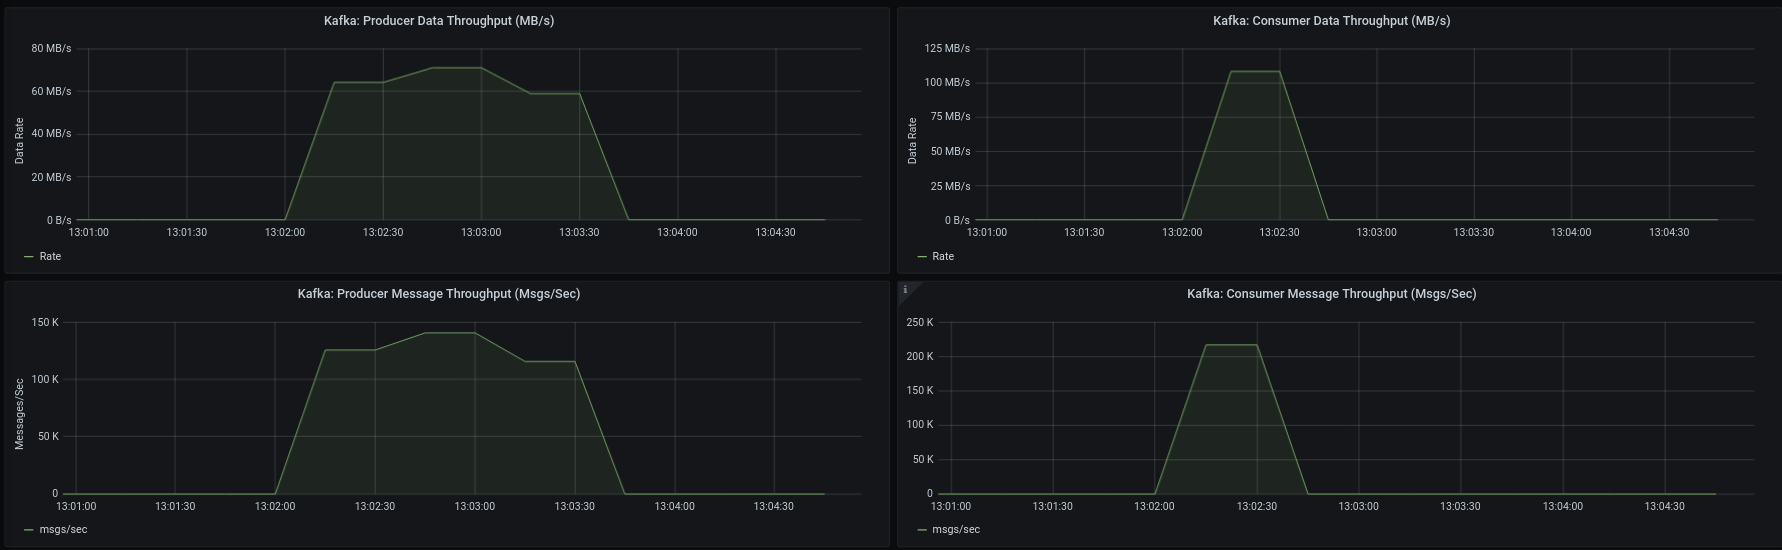 Kafka: Producer Data Throughput (MB/s)
80 MB/s
60 MB/s
40 MB/s
20 MB/s
0 B/s
Data Rate
13:01:00 13:01:30 13:02:00 13:02:30 13:03:00 13:03:30 13:04:00 13:04:30
Rate
Kafka: Consumer Data Throughput (MB/s)
125 MB/s
100 MB/s
75 MB/s
50 MB/s
25 MB/s
0 B/s
Data Rate
13:01:00 13:01:30 13:02:00 13:02:30 13:03:00 13:03:30 13:04:00 13:04:30
Rate
Kafka: Producer Message Throughput (Msgs/Sec)
150 K
100 K
50 K
0
Messages/Sec
13:01:00 13:01:30 13:02:00 13:02:30 13:03:00 13:03:30 13:04:00 13:04:30
msgs/sec
i
Kafka: Consumer Message Throughput (Msgs/Sec)
250 K
200 K
150 K
100 K
50 K
0
13:01:00 13:01:30 13:02:00 13:02:30 13:03:00 13:03:30 13:04:00 13:04:30
msgs/sec